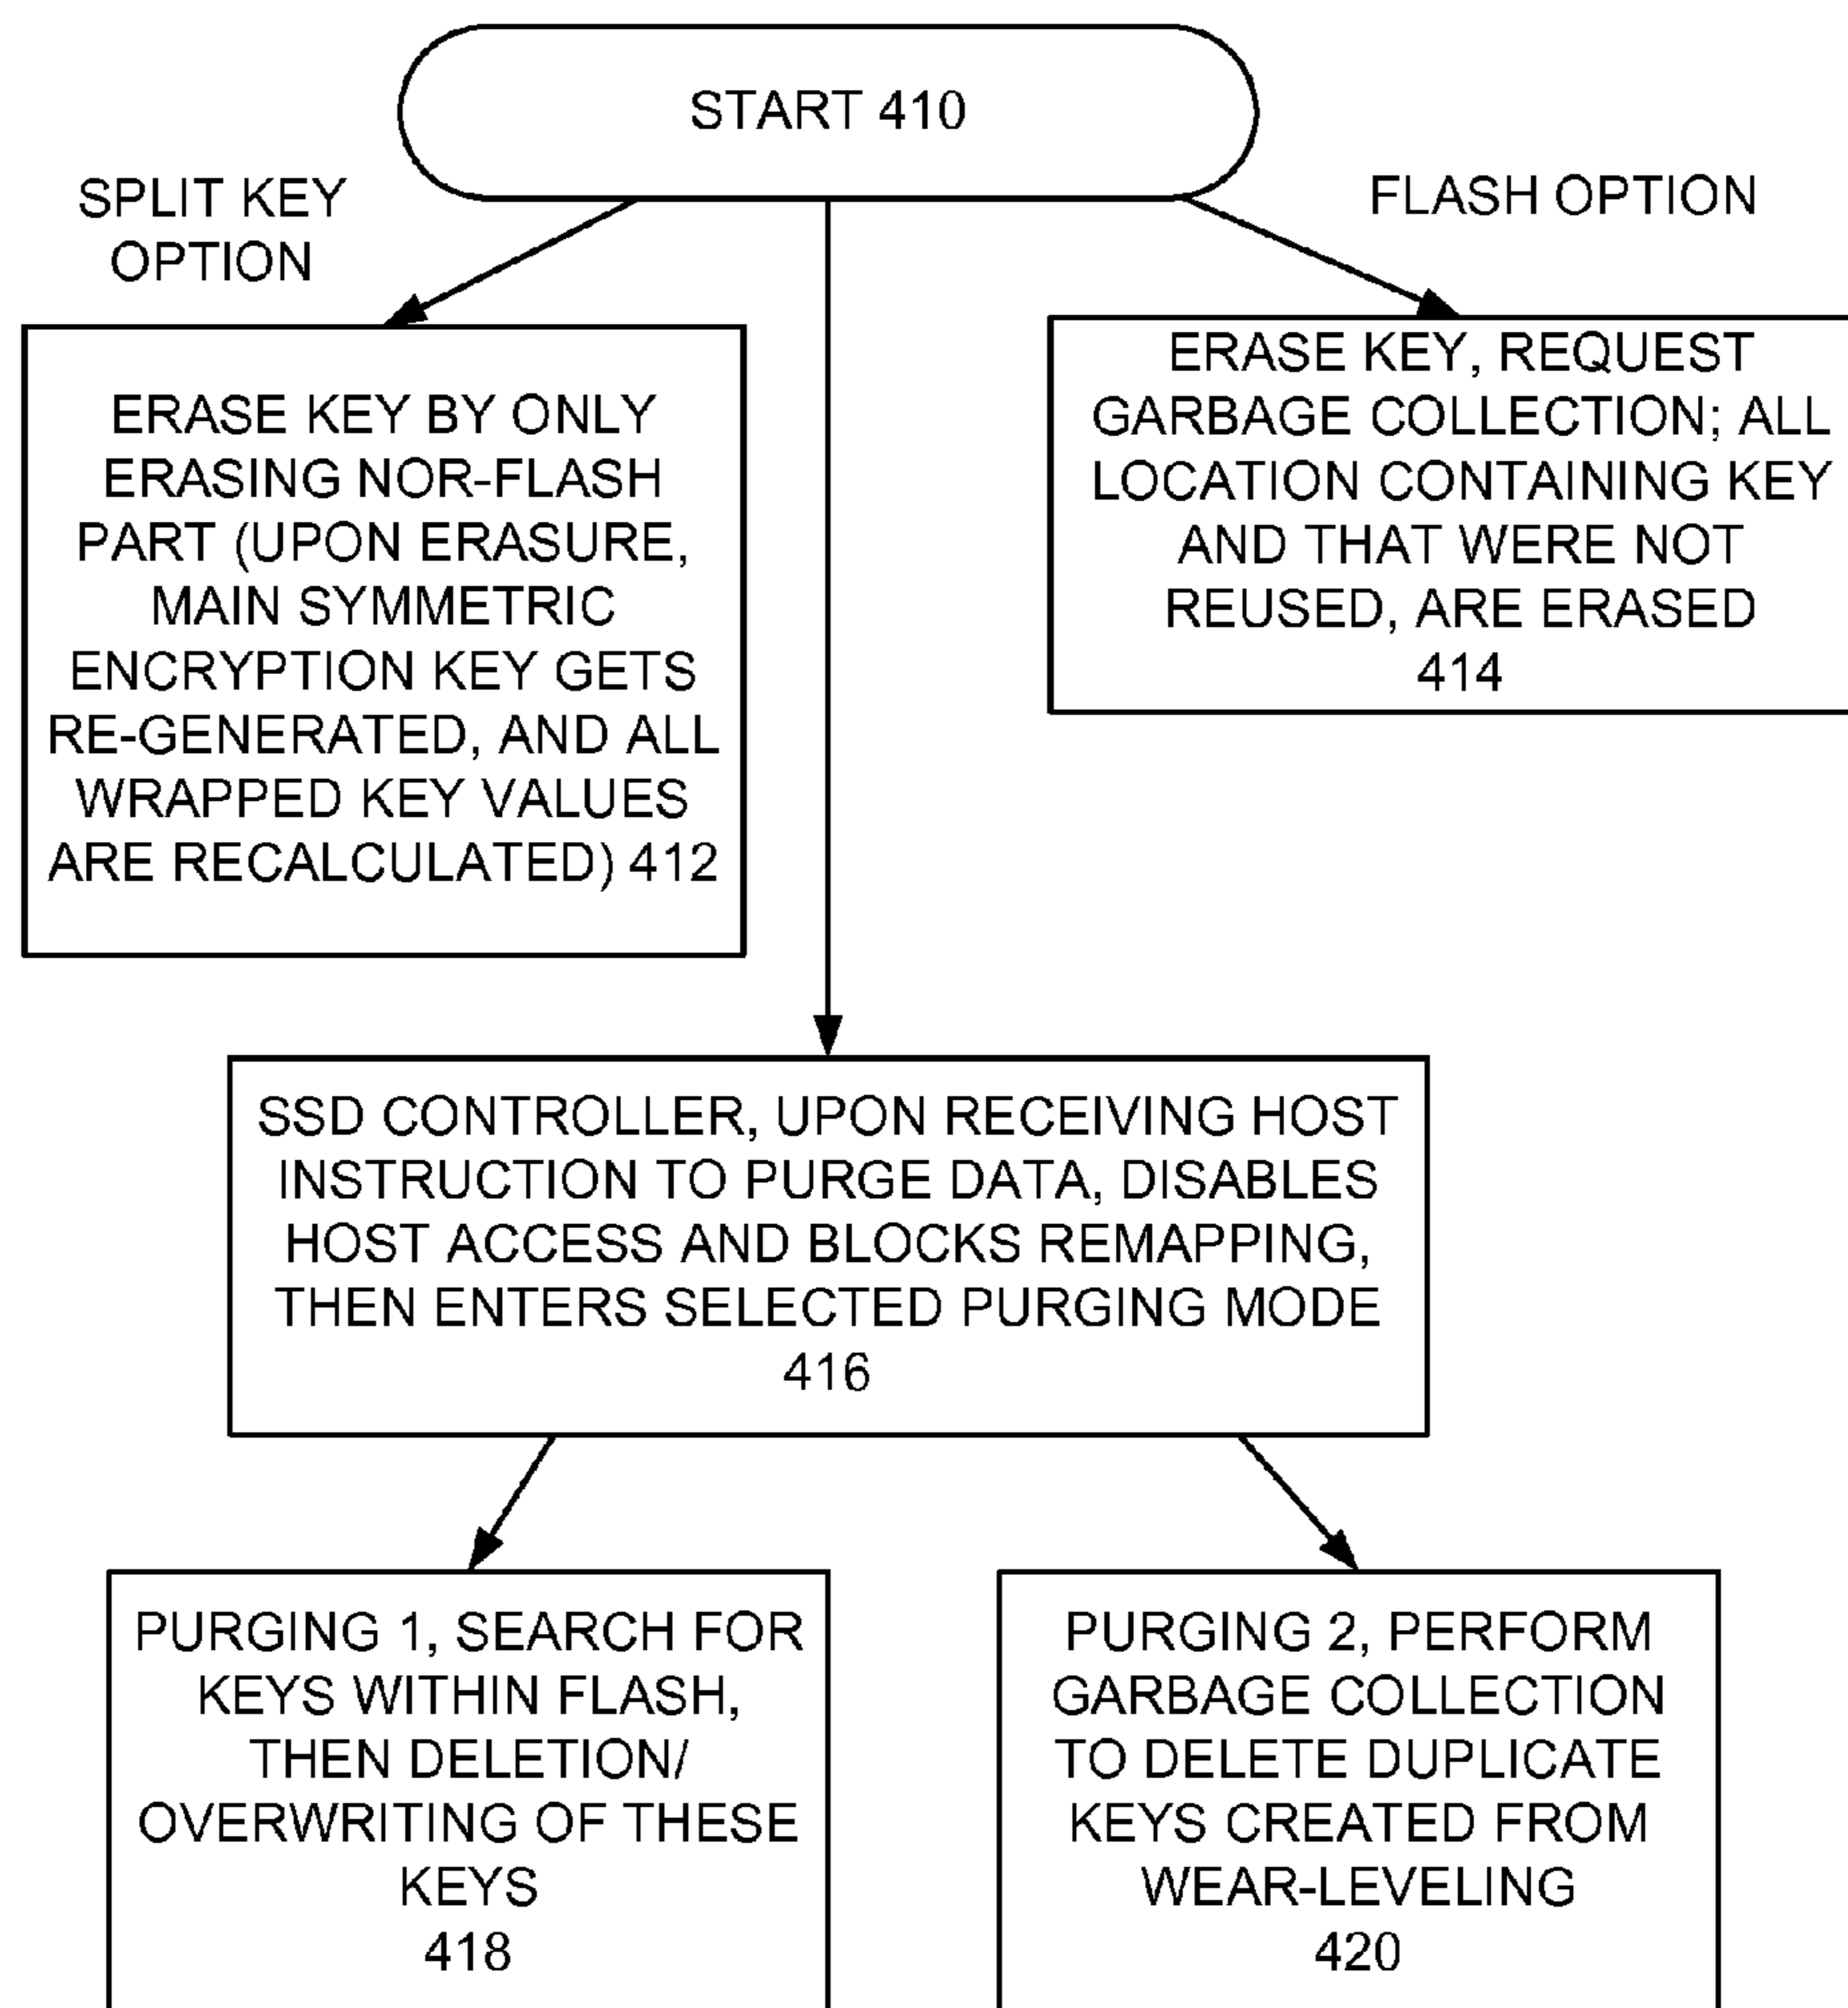 START 410
SPLIT KEY
OPTION
FLASH OPTION
ERASE KEY BY ONLY
ERASING NOR-FLASH
PART (UPON ERASURE,
MAIN SYMMETRIC
ENCRYPTION KEY GETS
RE-GENERATED, AND ALL
WRAPPED KEY VALUES
ARE RECALCULATED) 412
ERASE KEY, REQUEST
GARBAGE COLLECTION; ALL
LOCATION CONTAINING KEY
AND THAT WERE NOT
REUSED, ARE ERASED
414
SSD CONTROLLER, UPON RECEIVING HOST
INSTRUCTION TO PURGE DATA, DISABLES
HOST ACCESS AND BLOCKS REMAPPING,
THEN ENTERS SELECTED PURGING MODE
416
PURGING 1, SEARCH FOR
KEYS WITHIN FLASH,
THEN DELETION/
OVERWRITING OF THESE
KEYS
418
PURGING 2, PERFORM
GARBAGE COLLECTION
TO DELETE DUPLICATE
KEYS CREATED FROM
WEAR-LEVELING
420